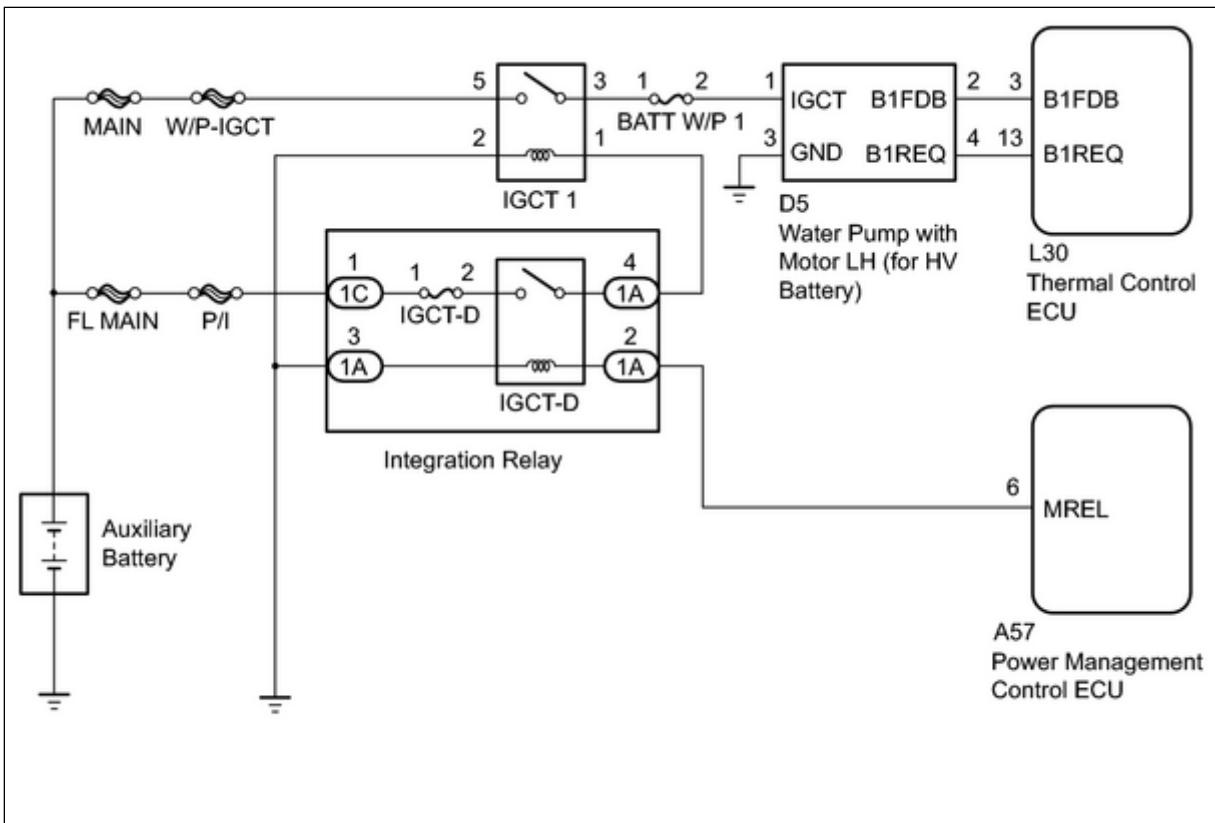 5 3 1 2 1 IGCT B1FDB 2 3 B1FDB
MAIN W/P-IGCT BATT W/P 1
2 1 3 GND B1REQ 4 13 B1REQ
IGCT 1
D5
Water Pump with
Motor LH (for HV
Battery)
L30
Thermal Control
ECU
1 1 2 4
1C 1A
FL MAIN P/I IGCT-D
3 2
1A 1A
IGCT-D
Integration Relay
6 MREL
Auxiliary
Battery
A57
Power Management
Control ECU